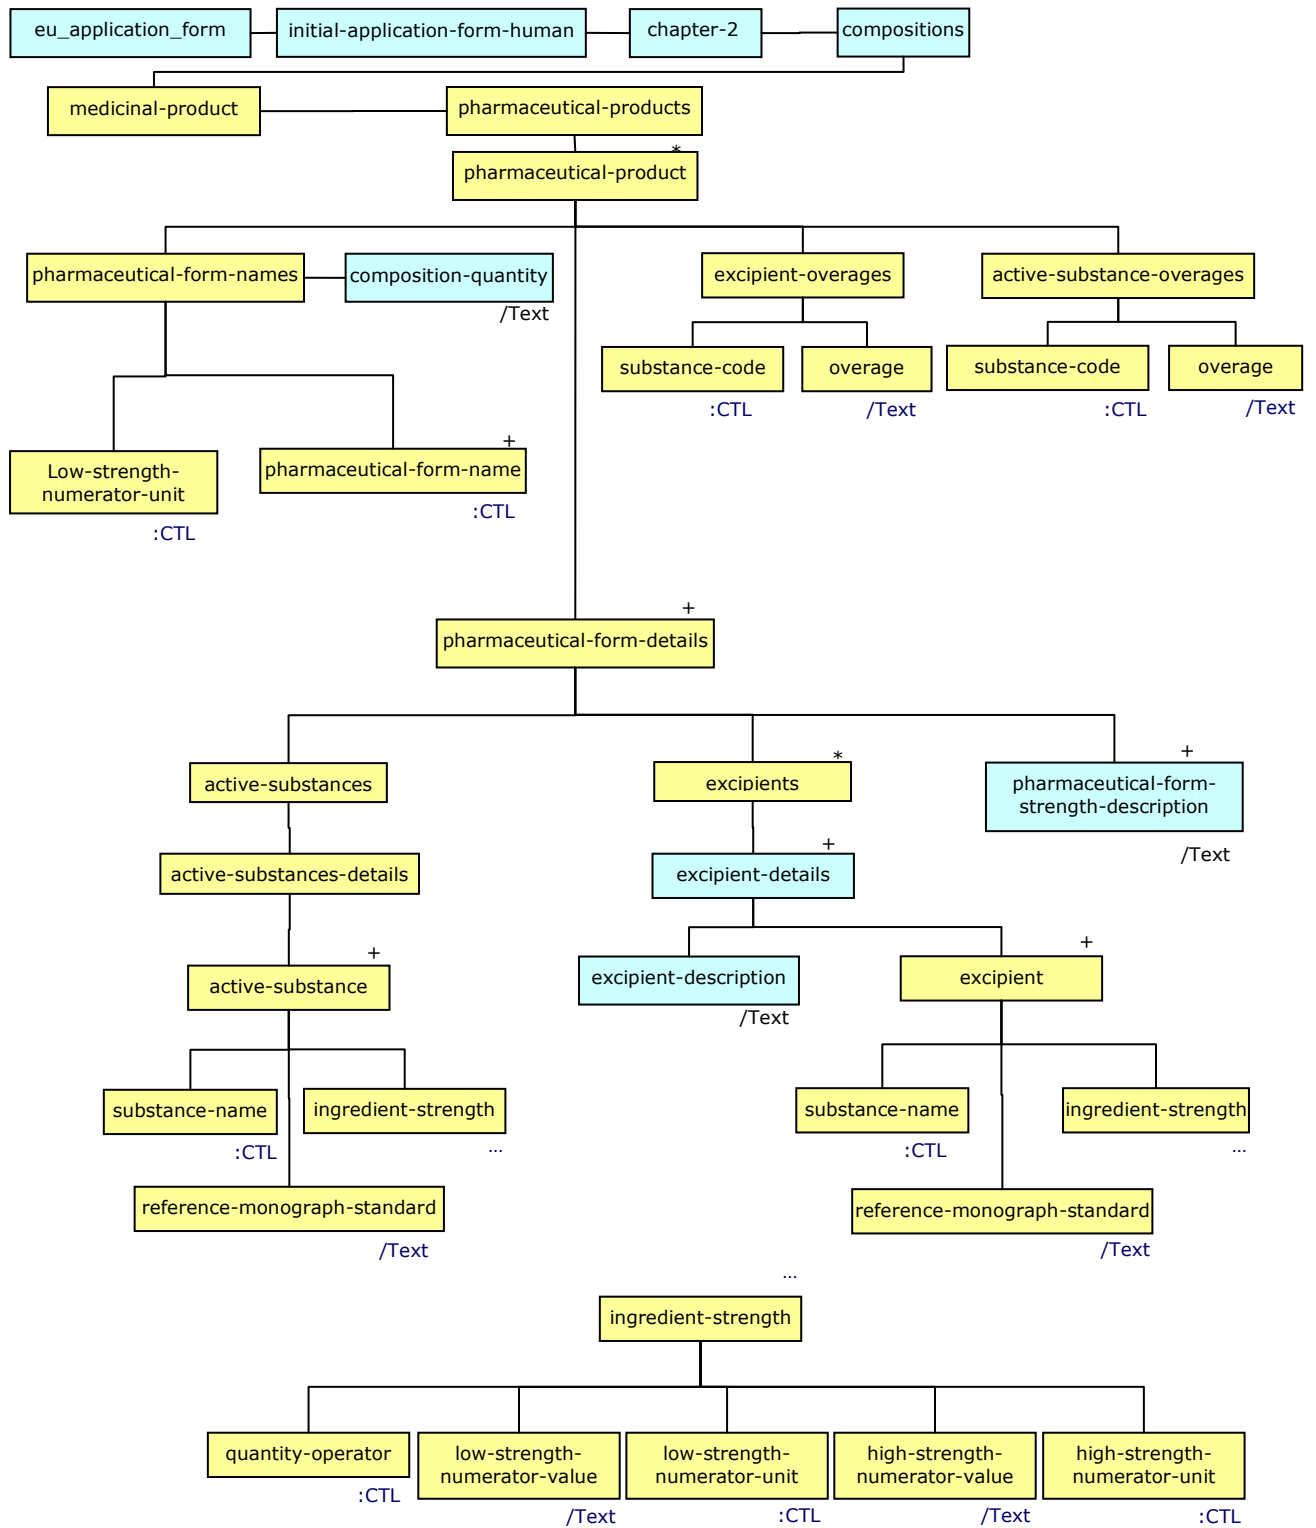 eu_application_form
initial-application-form-human
chapter-2
compositions
medicinal-product
pharmaceutical-products
*
pharmaceutical-product
pharmaceutical-form-names
composition-quantity
/Text
excipient-overages
active-substance-overages
substance-code
:CTL
overage
/Text
substance-code
:CTL
overage
/Text
Low-strength-
numerator-unit
:CTL
+
pharmaceutical-form-name
:CTL
+
pharmaceutical-form-details
active-substances
*
excipients
+
pharmaceutical-form-
strength-description
/Text
active-substances-details
+
excipient-details
+
active-substance
excipient-description
/Text
+
excipient
substance-name
:CTL
ingredient-strength
...
substance-name
:CTL
ingredient-strength
...
reference-monograph-standard
/Text
reference-monograph-standard
/Text
...
ingredient-strength
quantity-operator
:CTL
low-strength-
numerator-value
/Text
low-strength-
numerator-unit
:CTL
high-strength-
numerator-value
/Text
high-strength-
numerator-unit
:CTL